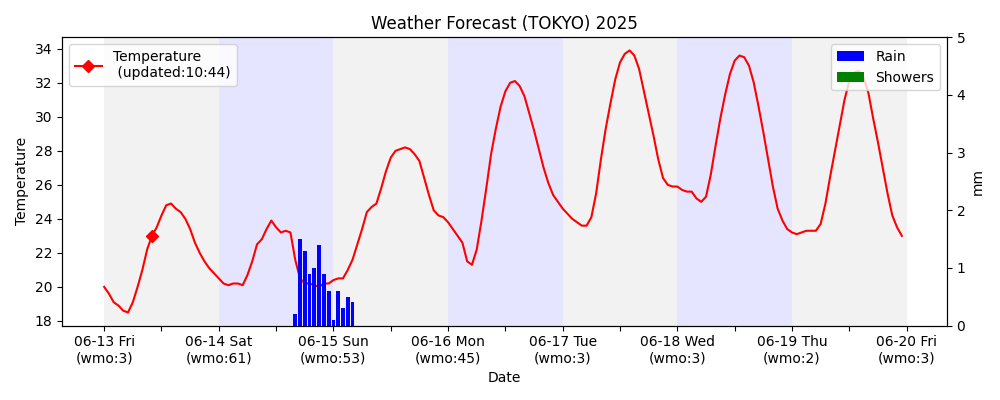 Weather Forecast (TOKYO) 2025
Temperature
(updated:10:44)
Rain
Showers
34
32
30
28
26
24
22
20
18
Temperature
5
4
3
2
1
0
mm
06-13 Fri
(wmo:3)
06-14 Sat
(wmo:61)
06-15 Sun
(wmo:53)
06-16 Mon
(wmo:45)
06-17 Tue
(wmo:3)
06-18 Wed
(wmo:3)
06-19 Thu
(wmo:2)
06-20 Fri
(wmo:3)
Date